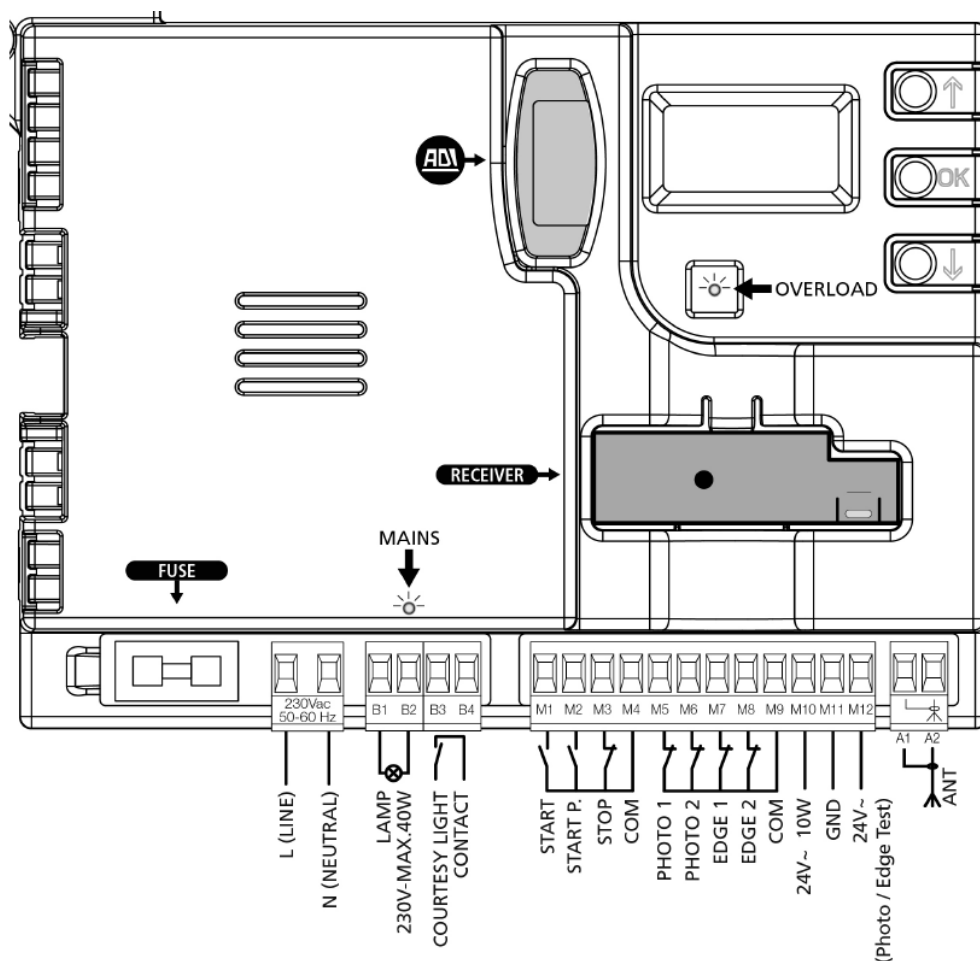 ADI
↑
OK
↓
OVERLOAD
RECEIVER
MAINS
FUSE
230Vac
50-60 Hz
B1 B2 B3 B4
M1 M2 M3 M4 M5 M6 M7 M8 M9 M10 M11 M12
A1 A2
L (LINE)
N (NEUTRAL)
LAMP
230V-MAX.40W
COURTESY LIGHT
CONTACT
START
START P.
STOP
COM
PHOTO 1
PHOTO 2
EDGE 1
EDGE 2
COM
24V~ 10W
GND
24V~
(Photo / Edge Test)
ANT